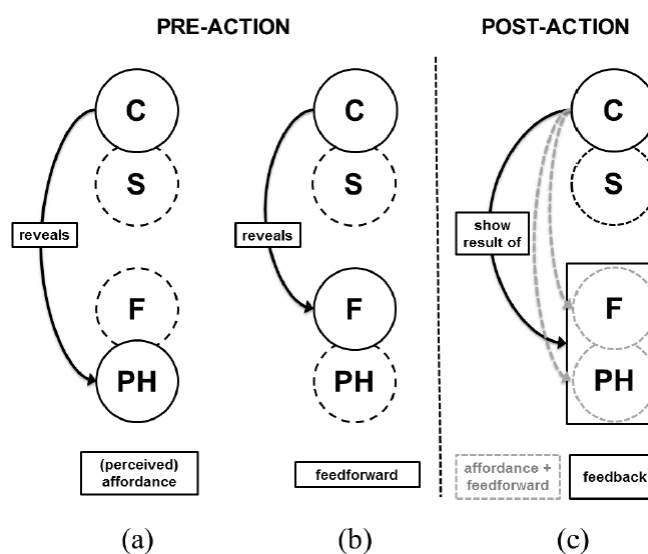 PRE-ACTION
POST-ACTION
C
S
reveals
F
PH
(perceived)
affordance
(a)
C
S
reveals
F
PH
feedforward
(b)
C
S
show
result of
F
PH
affordance +
feedforward
feedback
(c)